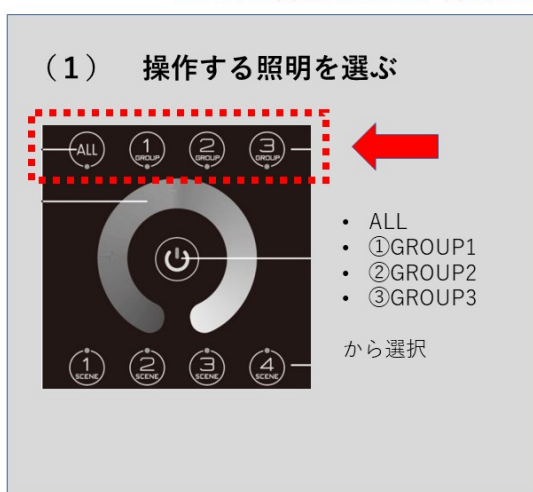 （1）　操作する照明を選ぶ
ALL 1 GROUP 2 GROUP 3 GROUP
• ALL
• ①GROUP1
• ②GROUP2
• ③GROUP3
から選択
1 SCENE 2 SCENE 3 SCENE 4 SCENE